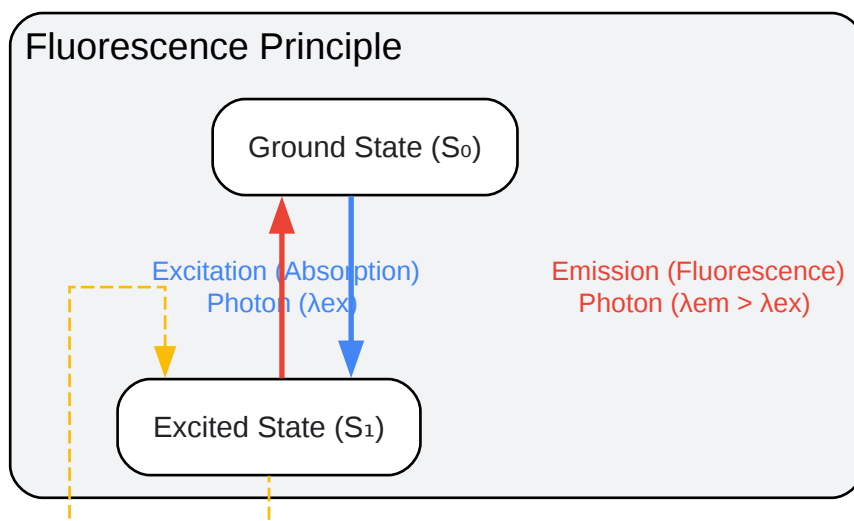 Fluorescence Principle
Ground State (S₀)
Excitation (Absorption)
Photon (λex)
Emission (Fluorescence)
Photon (λem > λex)
Excited State (S₁)